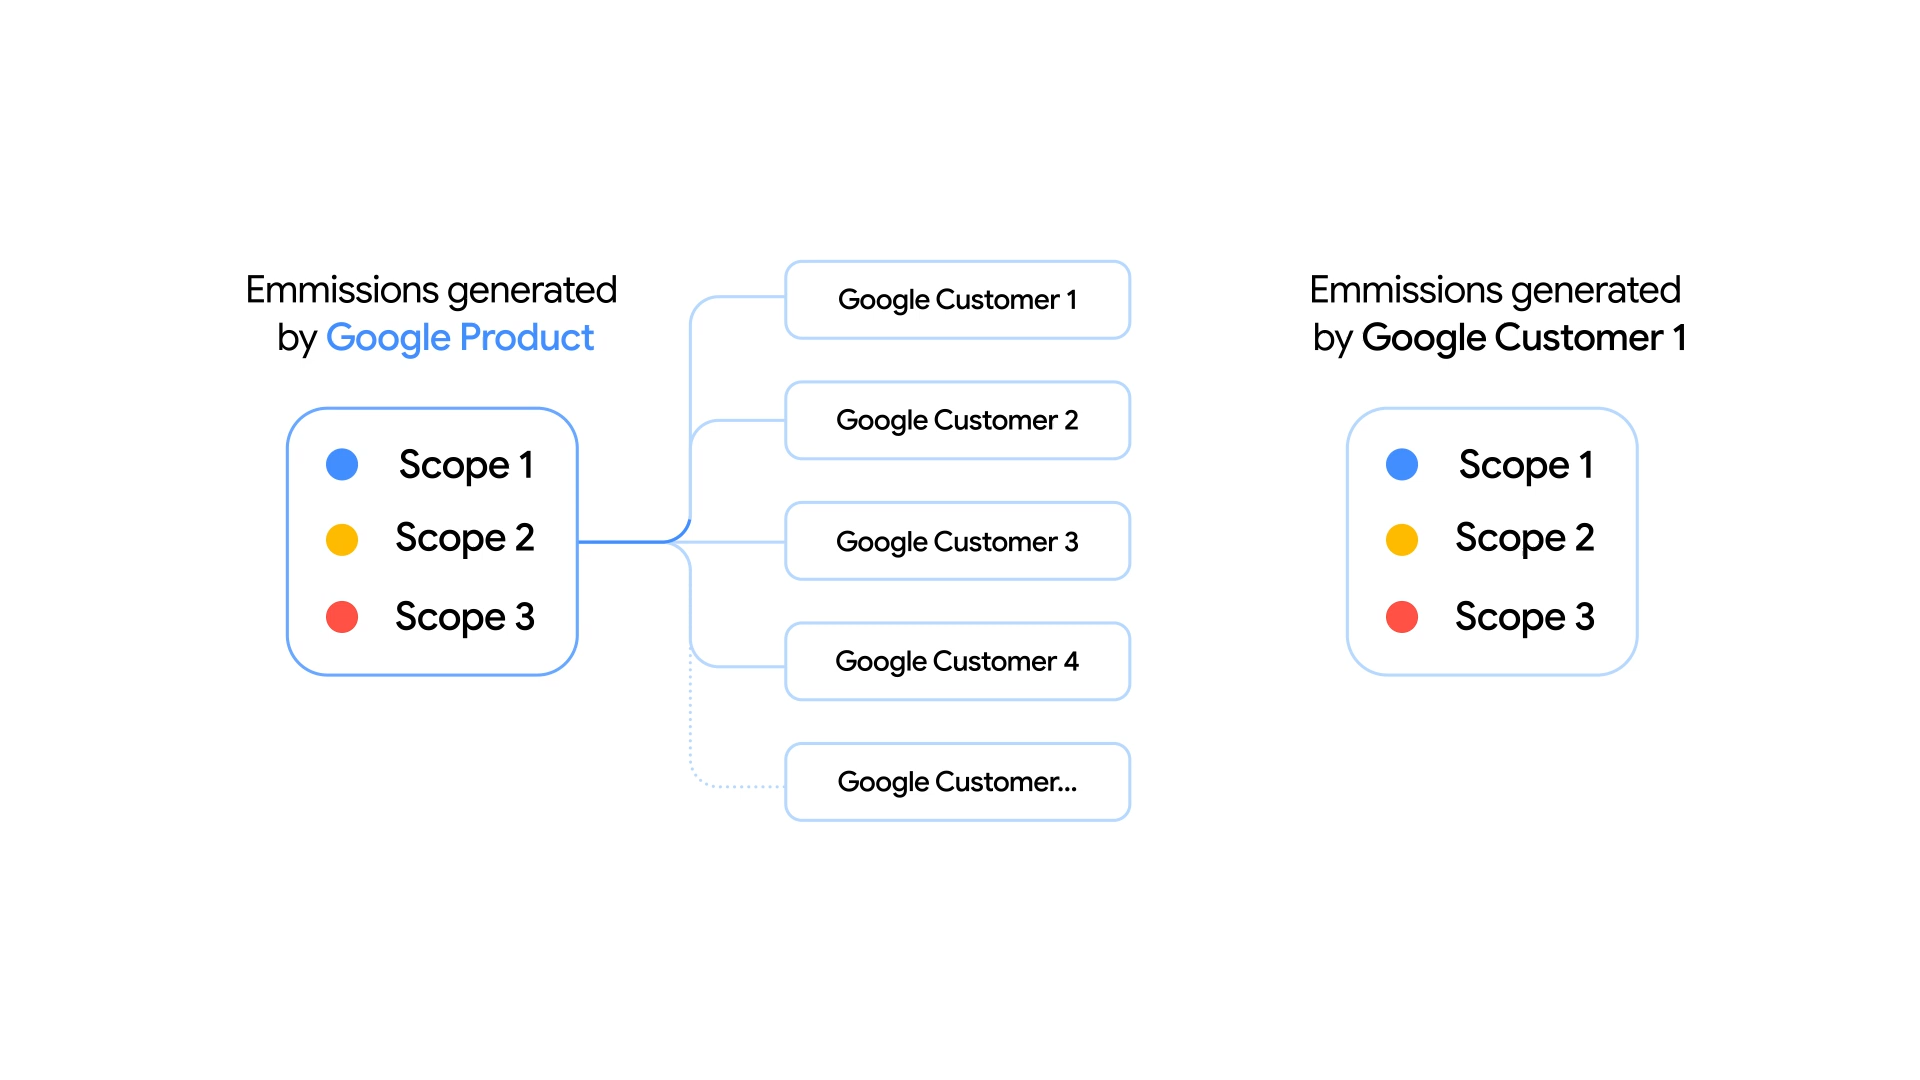 Emmissions generated
by Google Product
Scope 1
Scope 2
Scope 3
Google Customer 1
Google Customer 2
Google Customer 3
Google Customer 4
Google Customer...
Emmissions generated
by Google Customer 1
Scope 1
Scope 2
Scope 3